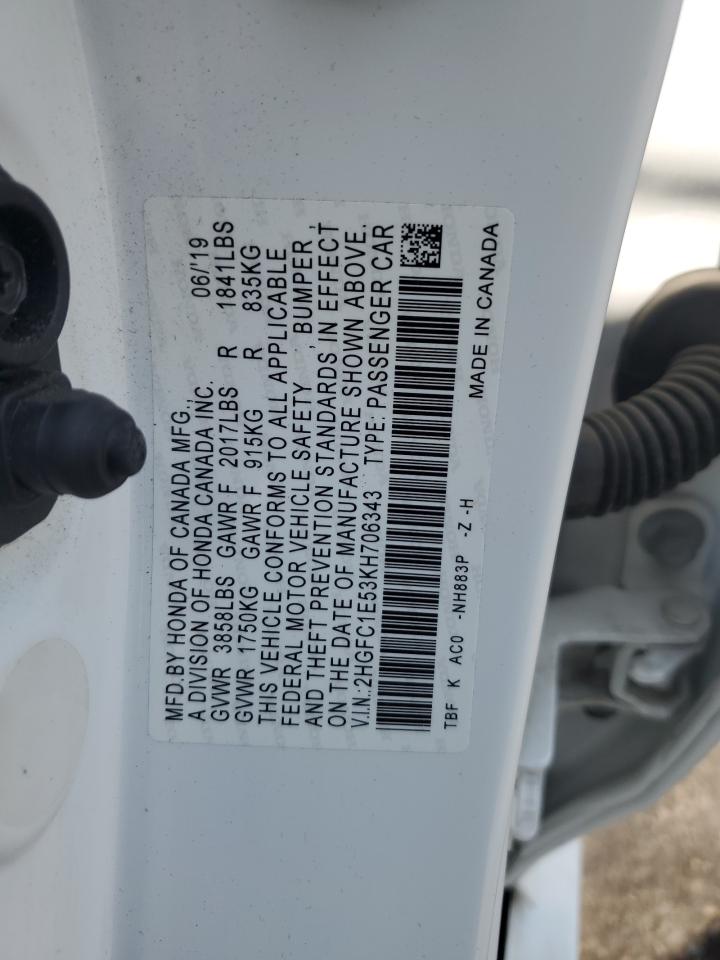 MFD.BY HONDA OF CANADA MFG.,
A DIVISION OF HONDA CANADA INC. 06/'19
GVWR 3858LBS GAWR F 2017LBS R 1841LBS
GVWR 1750KG GAWR F 915KG R 835KG
THIS VEHICLE CONFORMS TO ALL APPLICABLE
FEDERAL MOTOR VEHICLE SAFETY , BUMPER ,
AND THEFT PREVENTION STANDARDS IN EFFECT
ON THE DATE OF MANUFACTURE SHOWN ABOVE.
V.I.N.:2HGFC1E53KH706343 TYPE: PASSENGER CAR
TBF K AC0 -NH883P -Z -H
MADE IN CANADA